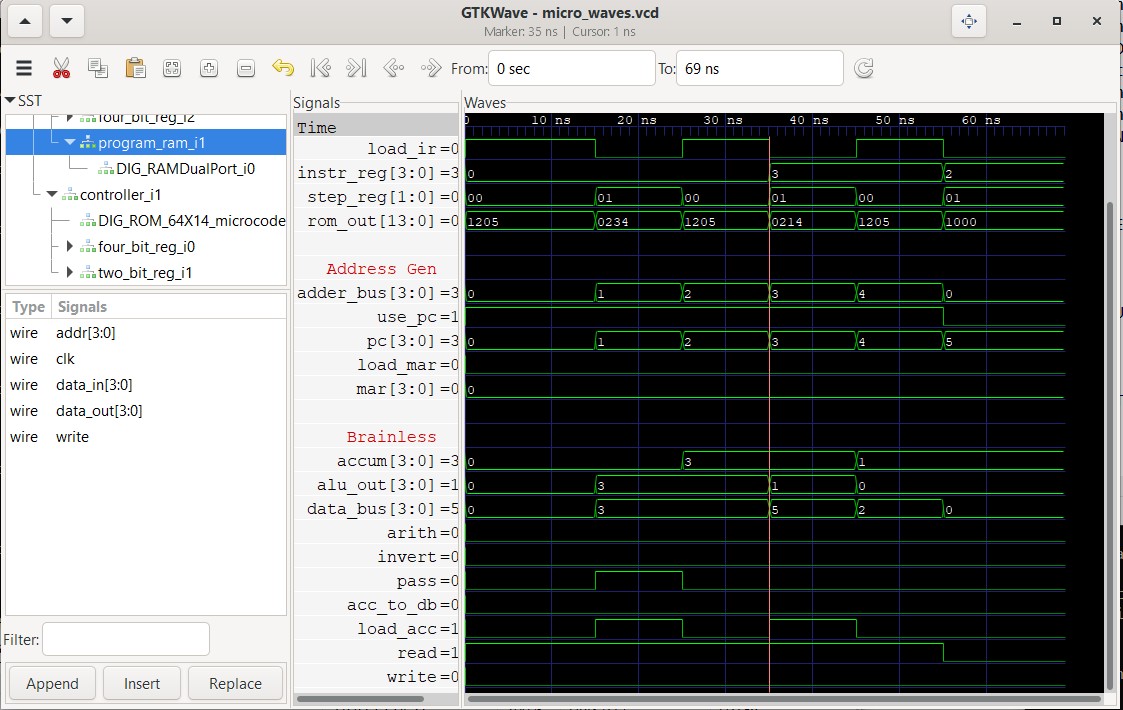 GTKWave - micro_waves.vcd
Marker: 35 ns | Cursor: 1 ns
From: 0 sec To: 69 ns
SST
four_bit_reg_i2
program_ram_i1
DIG_RAMDualPort_i0
controller_i1
DIG_ROM_64X14_microcode
four_bit_reg_i0
two_bit_reg_i1
Type Signals
wire addr[3:0]
wire clk
wire data_in[3:0]
wire data_out[3:0]
wire write
Filter:
Append Insert Replace
Signals
Time
load_ir=0
instr_reg[3:0]=3
step_reg[1:0]=0
rom_out[13:0]=0
Address Gen
adder_bus[3:0]=3
use_pc=1
pc[3:0]=3
load_mar=0
mar[3:0]=0
Brainless
accum[3:0]=3
alu_out[3:0]=1
data_bus[3:0]=5
arith=0
invert=0
pass=0
acc_to_db=0
load_acc=1
read=1
write=0
Waves
0 10 ns 20 ns 30 ns 40 ns 50 ns 60 ns
0 3 2
00 01 00 01 00 01
1205 0234 1205 0214 1205 1000
0 1 2 3 4 0
0 1 2 3 4 5
0
0 3 1
0 3 1 0
0 3 5 2 0